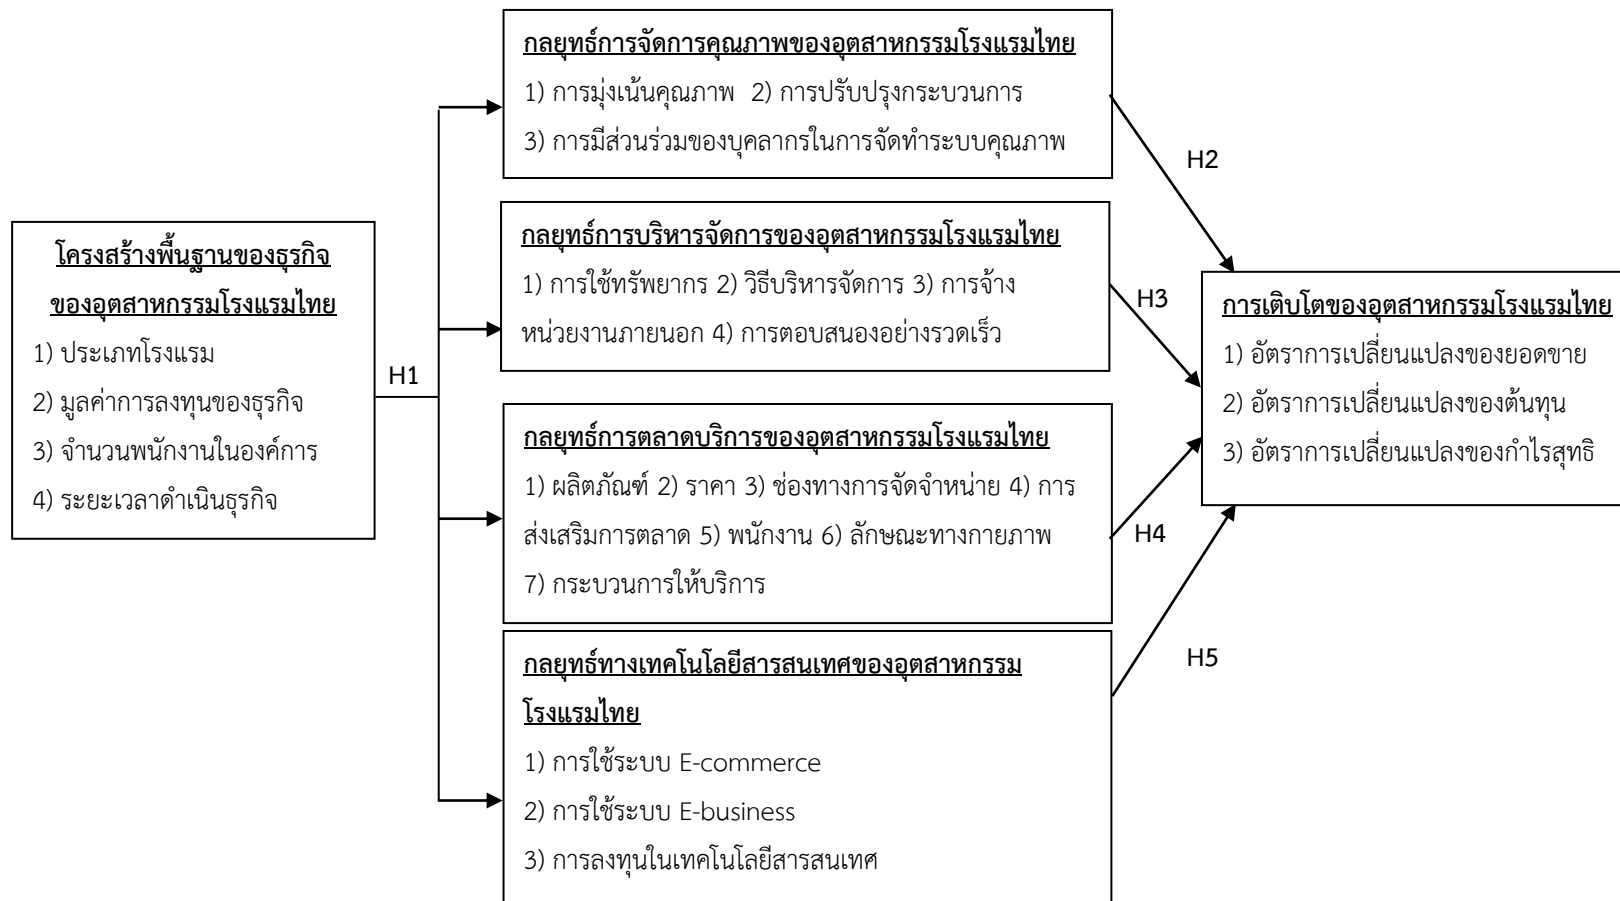 โครงสร้างพื้นฐานของธุรกิจ
ของอุตสาหกรรมโรงแรมไทย
1) ประเภทโรงแรม
2) มูลค่าการลงทุนของธุรกิจ
3) จำนวนพนักงานในองค์การ
4) ระยะเวลาดำเนินธุรกิจ
H1
กลยุทธ์การจัดการคุณภาพของอุตสาหกรรมโรงแรมไทย
1) การมุ่งเน้นคุณภาพ 2) การปรับปรุงกระบวนการ
3) การมีส่วนร่วมของบุคลากรในการจัดทำระบบคุณภาพ
กลยุทธ์การบริหารจัดการของอุตสาหกรรมโรงแรมไทย
1) การใช้ทรัพยากร 2) วิธีบริหารจัดการ 3) การจ้าง
หน่วยงานภายนอก 4) การตอบสนองอย่างรวดเร็ว
กลยุทธ์การตลาดบริการของอุตสาหกรรมโรงแรมไทย
1) ผลิตภัณฑ์ 2) ราคา 3) ช่องทางการจัดจำหน่าย 4) การ
ส่งเสริมการตลาด 5) พนักงาน 6) ลักษณะทางกายภาพ
7) กระบวนการให้บริการ
กลยุทธ์ทางเทคโนโลยีสารสนเทศของอุตสาหกรรม
โรงแรมไทย
1) การใช้ระบบ E-commerce
2) การใช้ระบบ E-business
3) การลงทุนในเทคโนโลยีสารสนเทศ
H2
H3
H4
H5
การเติบโตของอุตสาหกรรมโรงแรมไทย
1) อัตราการเปลี่ยนแปลงของยอดขาย
2) อัตราการเปลี่ยนแปลงของต้นทุน
3) อัตราการเปลี่ยนแปลงของกำไรสุทธิ